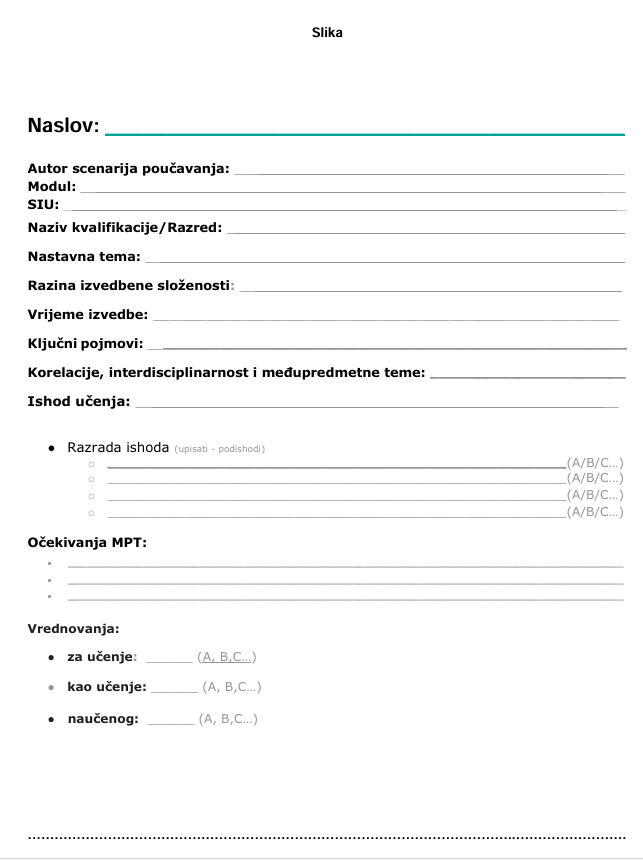 Slika
Naslov: ______________________________
Autor scenarija poučavanja: ______________________________
Modul: ______________________________
SIU: ______________________________
Naziv kvalifikacije/Razred: ______________________________
Nastavna tema: ______________________________
Razina izvedbene složenosti: ______________________________
Vrijeme izvedbe: ______________________________
Ključni pojmovi: ______________________________
Korelacije, interdisciplinarnost i međupredmetne teme: ____________________
Ishod učenja: ______________________________
● Razrada ishoda (upisati - podishodi)
○ ______________________________(A/B/C…)
○ ______________________________(A/B/C…)
○ ______________________________(A/B/C…)
○ ______________________________(A/B/C…)
Očekivanja MPT:
▪ ______________________________
▪ ______________________________
▪ ______________________________
Vrednovanja:
● za učenje: ______ (A, B,C…)
● kao učenje: ______ (A, B,C…)
● naučenog: ______ (A, B,C…)